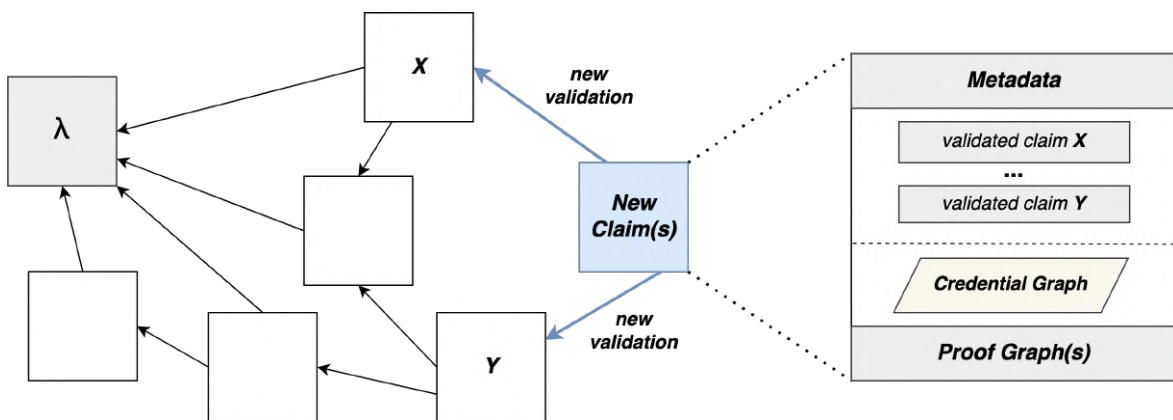 λ
X
new
validation
New
Claim(s)
new
validation
Y
Metadata
validated claim X
...
validated claim Y
Credential Graph
Proof Graph(s)